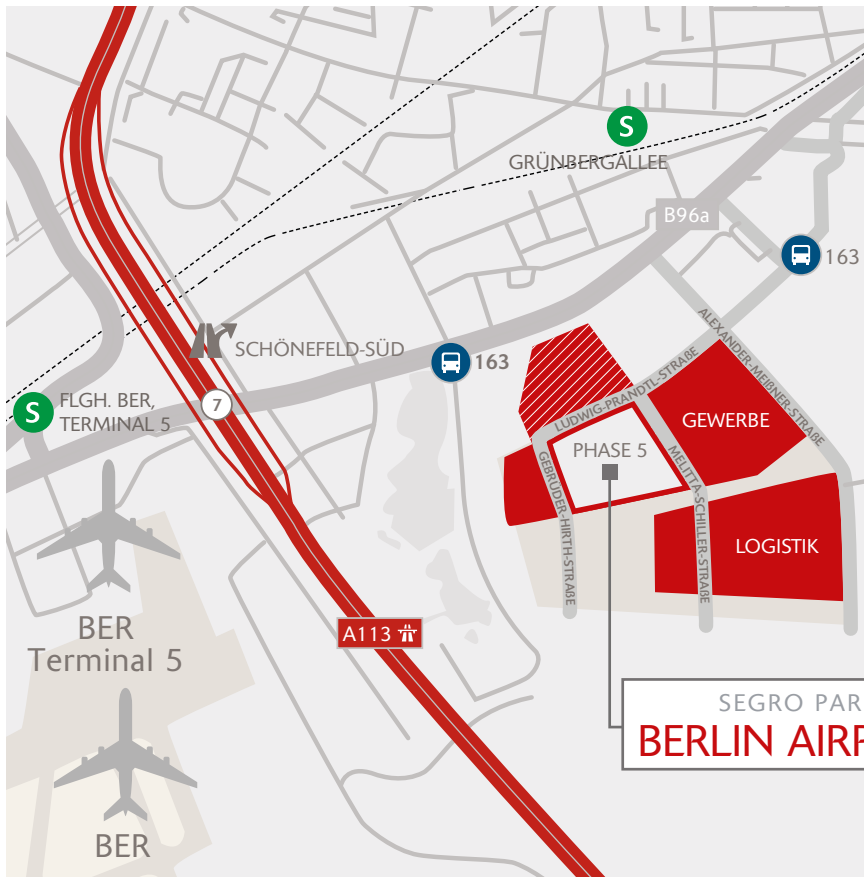 S
GRÜNBERGALLEE
B96a
163
SCHÖNEFELD-SÜD
163
ALEXANDER-MEIßNER-STRAßE
LUDWIG-PRANDTL-STRAßE
7
S
FLGH. BER,
TERMINAL 5
GEWERBE
PHASE 5
GEBRÜDER-HIRTH-STRAßE
MELITTA-SCHILLER-STRAßE
LOGISTIK
BER
Terminal 5
A113
SEGRO PAR
BERLIN AIRP
BER